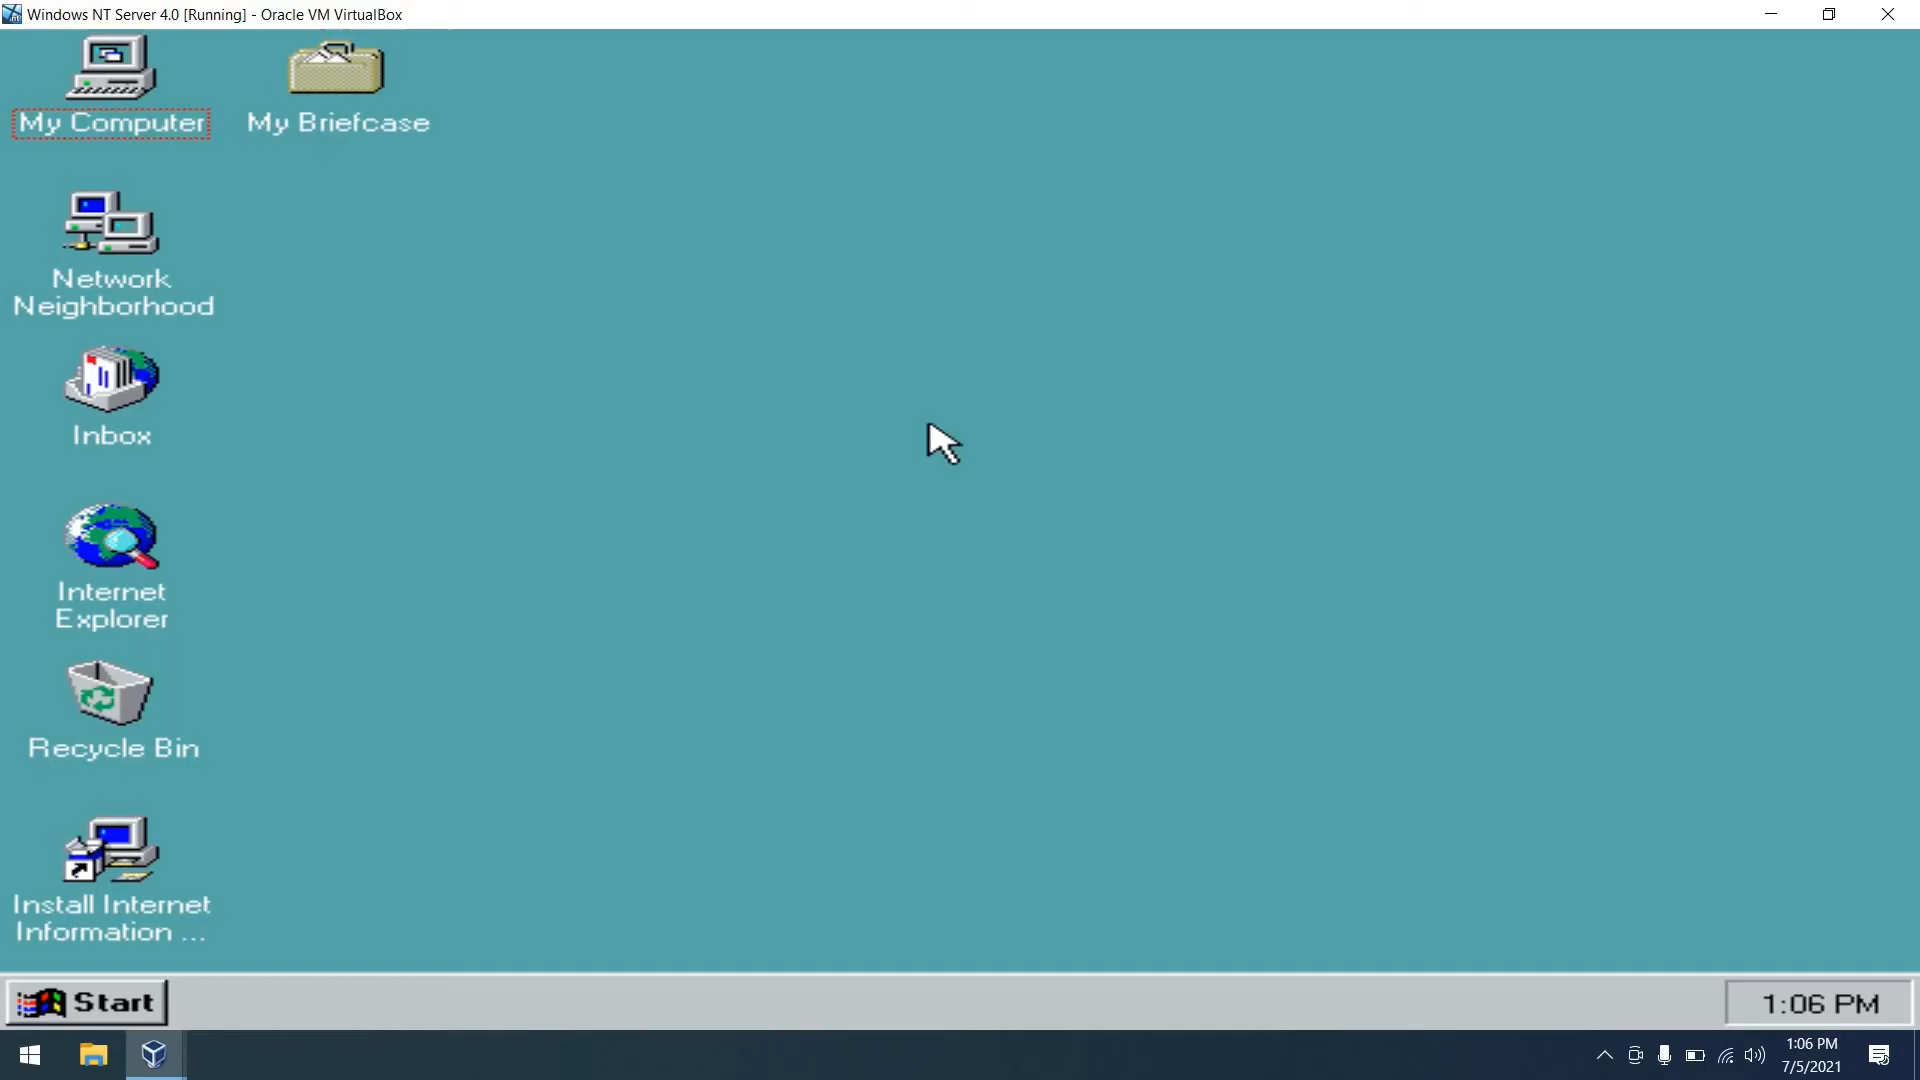 Windows NT Server 4.0 [Running] - Oracle VM VirtualBox
My Computer
My Briefcase
Network
Neighborhood
Inbox
Internet
Explorer
Recycle Bin
Install Internet
Information ...
Start
1:06 PM
1:06 PM
7/5/2021